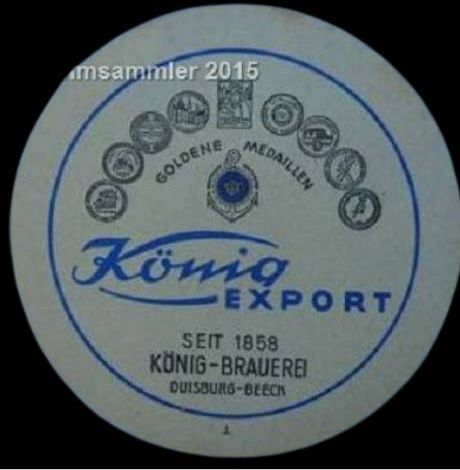 msammler 2015
GOLDENE MEDAILLEN
König
EXPORT
SEIT 1858
KÖNIG-BRAUEREI
DUISBURG-BEECK